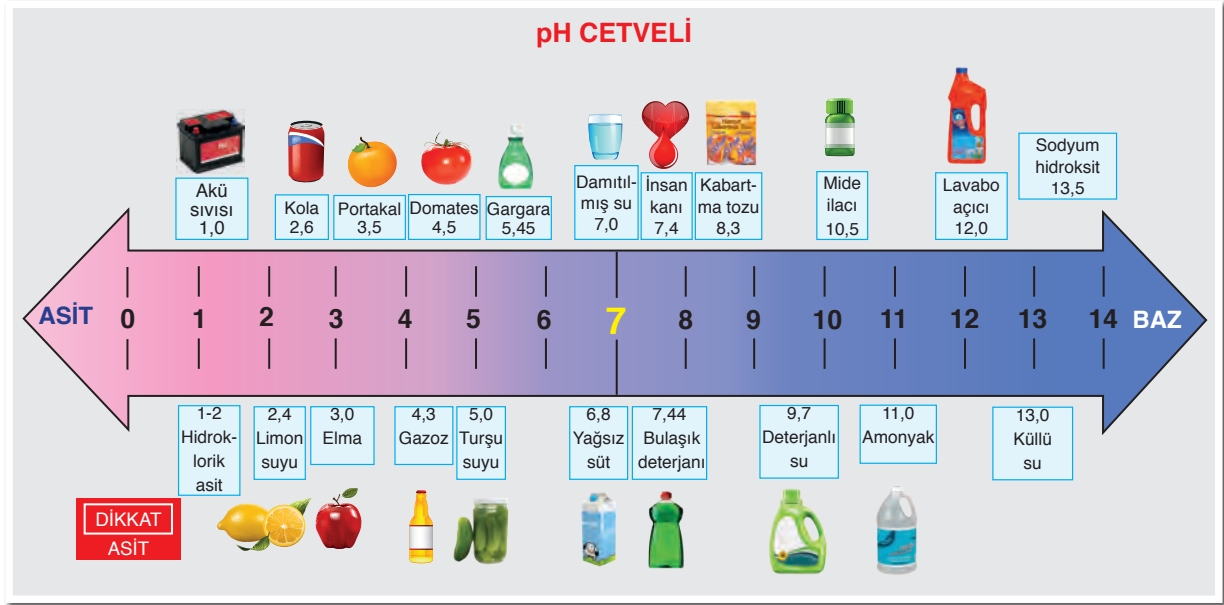 pH CETVELİ
Akü
sıvısı
1,0
Kola
2,6
Portakal
3,5
Domates
4,5
Gargara
5,45
Damıtıl-
mış su
7,0
İnsan
kanı
7,4
Kabart-
ma tozu
8,3
Mide
ilacı
10,5
Lavabo
açıcı
12,0
Sodyum
hidroksit
13,5
ASİT 0 1 2 3 4 5 6 7 8 9 10 11 12 13 14 BAZ
1-2
Hidrok-
lorik
asit
2,4
Limon
suyu
3,0
Elma
4,3
Gazoz
5,0
Turşu
suyu
6,8
Yağsız
süt
7,44
Bulaşık
deterjanı
9,7
Deterjanlı
su
11,0
Amonyak
13,0
Küllü
su
DİKKAT
ASİT